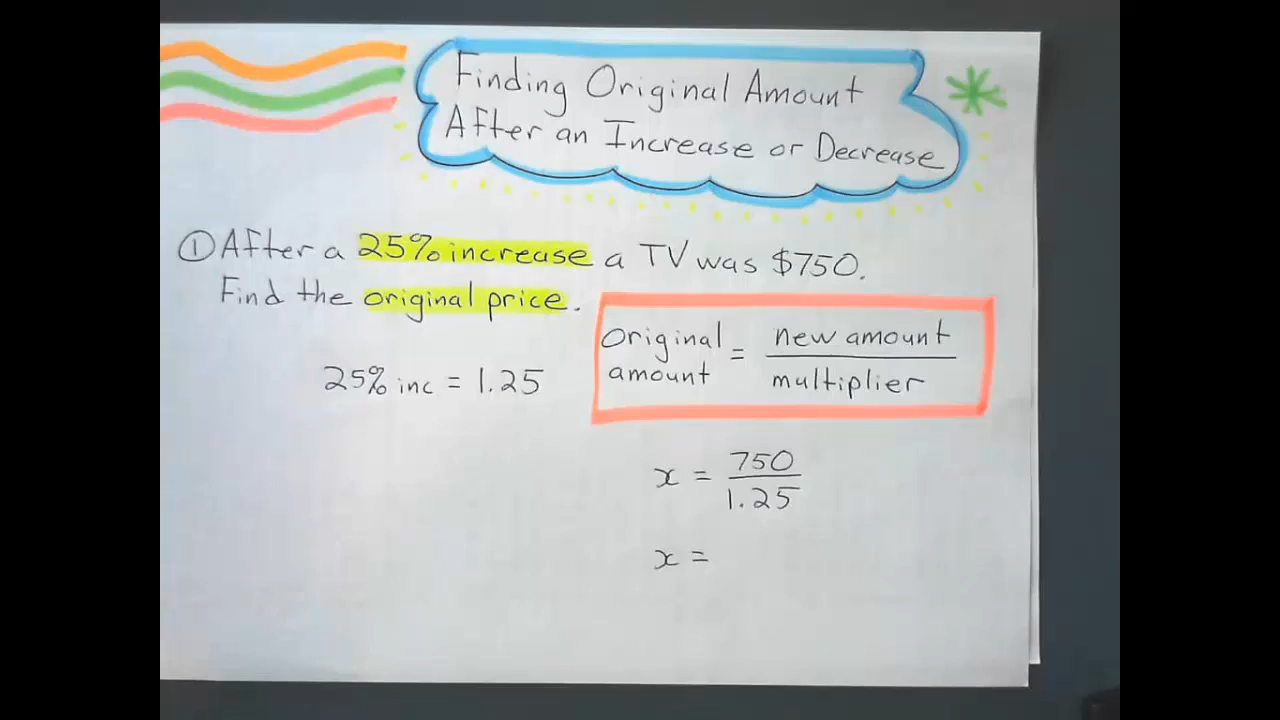 Finding Original Amount
After an Increase or Decrease
① After a 25% increase a TV was $750.
Find the original price.
original amount = new amount / multiplier
25% inc = 1.25
x = 750 / 1.25
x =